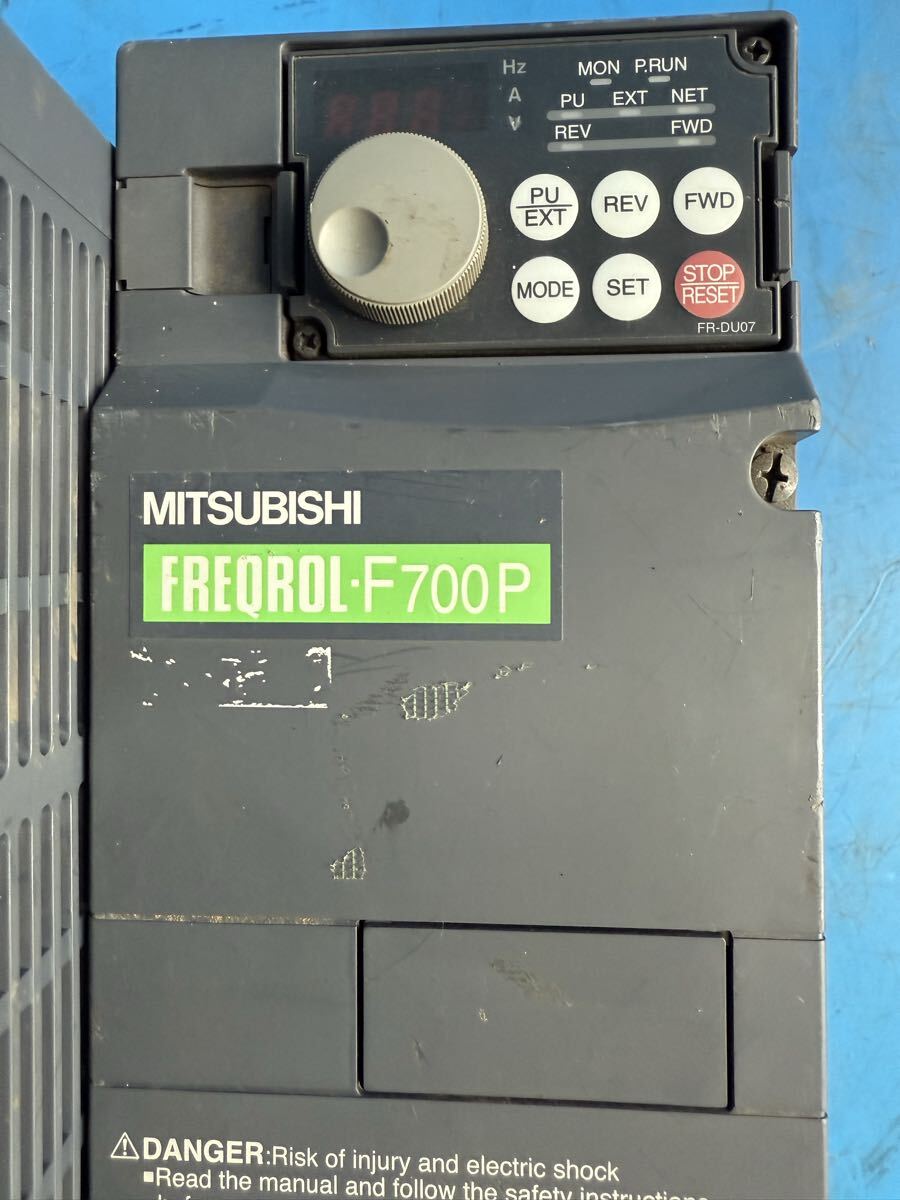 Hz
A
V
MON P.RUN
PU EXT NET
REV FWD
PU
EXT
REV
FWD
MODE
SET
STOP
RESET
FR-DU07
MITSUBISHI
FREQROL-F700P
DANGER:Risk of injury and electric shock
■Read the manual and follow the safety instructions